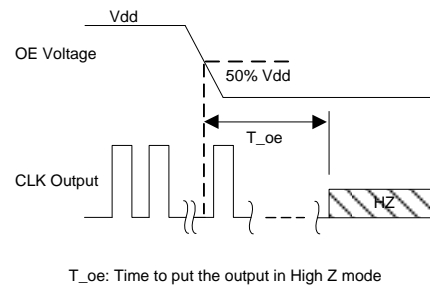 Vdd
OE Voltage
50% Vdd
T_oe
CLK Output
HZ
T_oe: Time to put the output in High Z mode